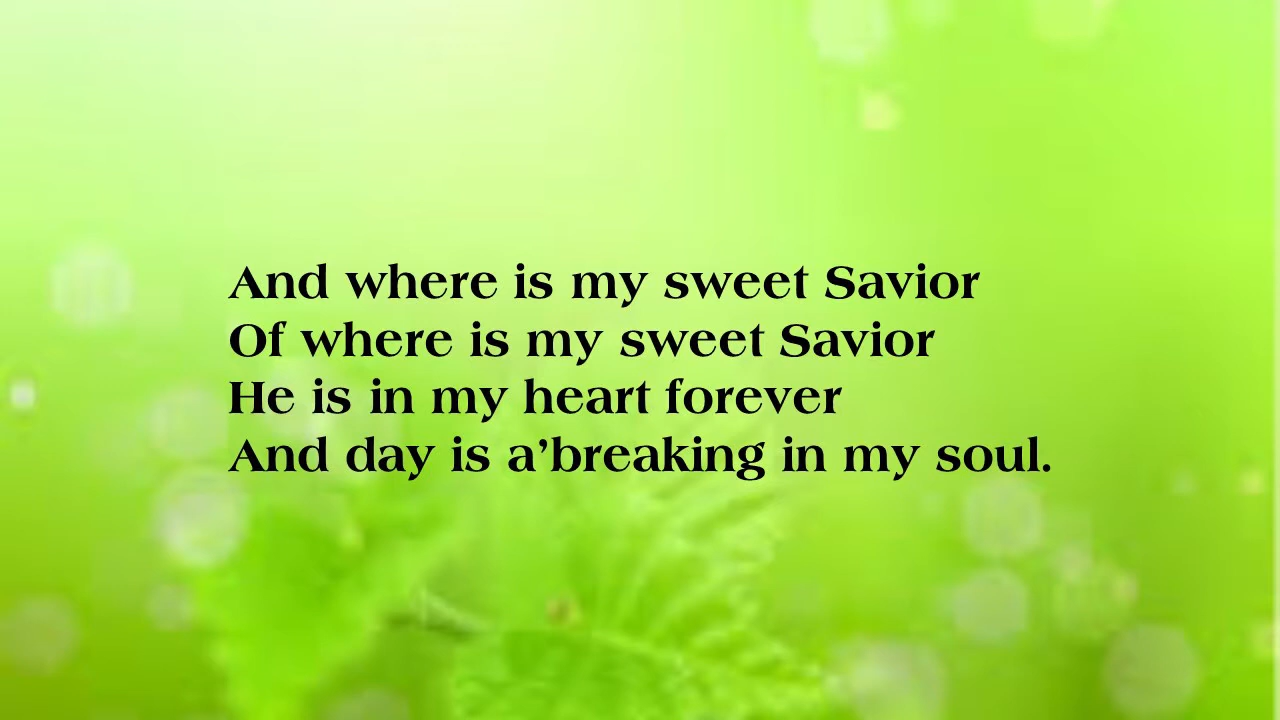 And where is my sweet Savior
Of where is my sweet Savior
He is in my heart forever
And day is a’breaking in my soul.